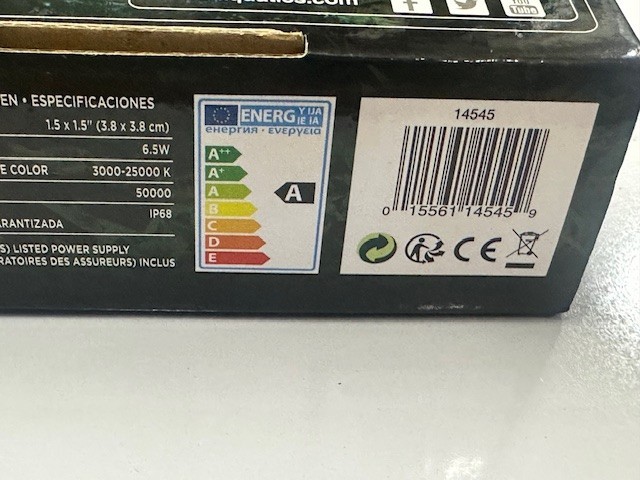 You
Tube
EN • ESPECIFICACIONES
1.5 x 1.5" (3.8 x 3.8 cm)
6.5W
E COLOR 3000-25000 K
50000
IP68
ARANTIZADA
S) LISTED POWER SUPPLY
RATOIRES DES ASSUREURS) INCLUS
ENERG Y IJA
IE IA
енергия · ενεργεια
A++
A+
A
B
C
D
E
A
14545
0 15561 14545 9
CE